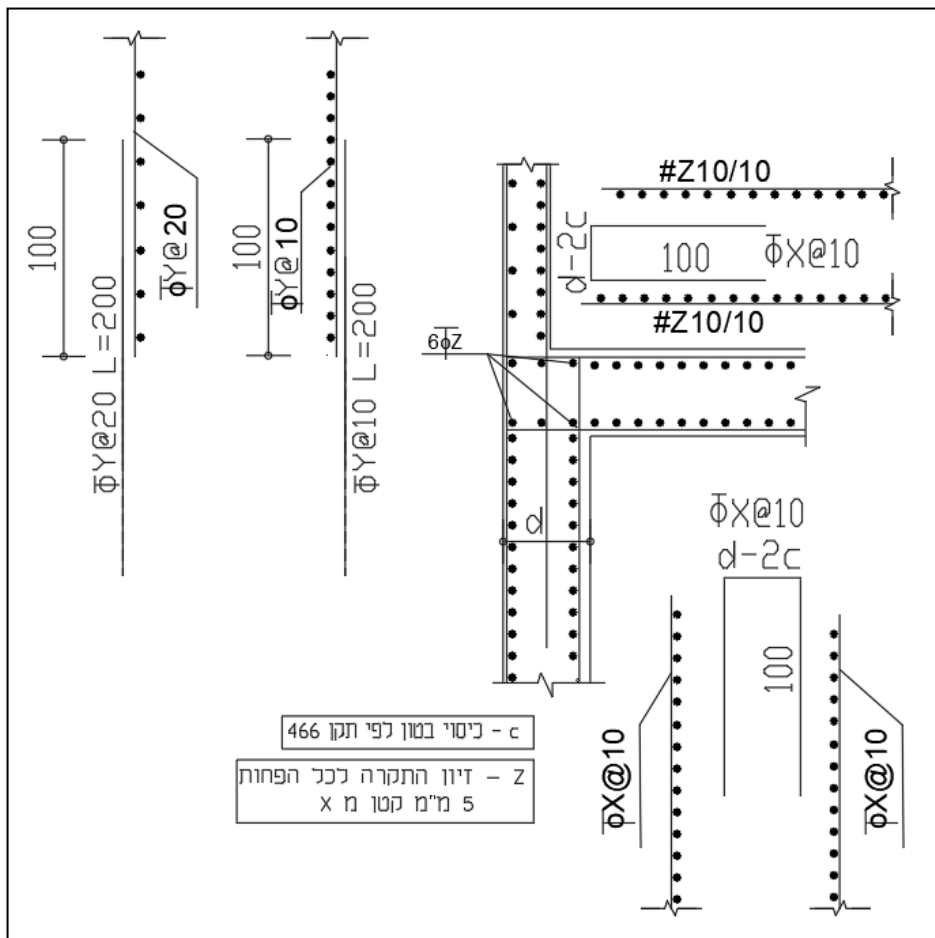 100
ΦY@20
ΦY@20 L=200
100
ΦY@10
ΦY@10 L=200
#Z10/10
d-2c
100
ΦX@10
#Z10/10
6ΦZ
d
ΦX@10
d-2c
100
ΦX@10
ΦX@10
c - כיסוי בטון לפי תקן 466
Z - זיון התקרה לכל הפחות
5 מ"מ קטן מ X